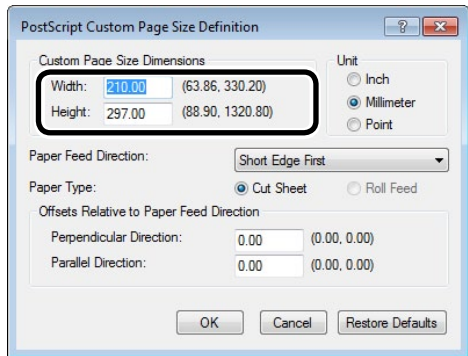 PostScript Custom Page Size Definition
Custom Page Size Dimensions
Width: 210.00 (63.86, 330.20)
Height: 297.00 (88.90, 1320.80)
Unit
Inch
Millimeter
Point
Paper Feed Direction: Short Edge First
Paper Type: Cut Sheet Roll Feed
Offsets Relative to Paper Feed Direction
Perpendicular Direction: 0.00 (0.00, 0.00)
Parallel Direction: 0.00 (0.00, 0.00)
OK Cancel Restore Defaults